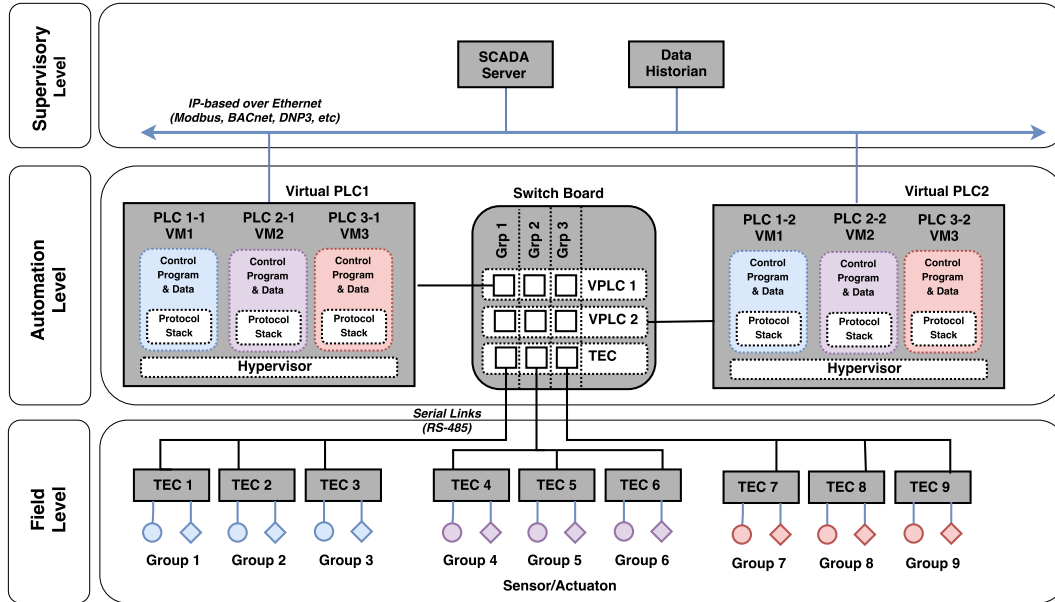 Supervisory
Level
SCADA
Server
Data
Historian
IP-based over Ethernet
(Modbus, BACnet, DNP3, etc)
Automation
Level
Virtual PLC1
PLC 1-1
VM1
PLC 2-1
VM2
PLC 3-1
VM3
Control
Program
& Data
Protocol
Stack
Control
Program
& Data
Protocol
Stack
Control
Program
& Data
Protocol
Stack
Hypervisor
Switch Board
Grp 1
Grp 2
Grp 3
VPLC 1
VPLC 2
TEC
Virtual PLC2
PLC 1-2
VM1
PLC 2-2
VM2
PLC 3-2
VM3
Control
Program
& Data
Protocol
Stack
Control
Program
& Data
Protocol
Stack
Control
Program
& Data
Protocol
Stack
Hypervisor
Field
Level
Serial Links
(RS-485)
TEC 1
TEC 2
TEC 3
TEC 4
TEC 5
TEC 6
TEC 7
TEC 8
TEC 9
Group 1
Group 2
Group 3
Group 4
Group 5
Group 6
Group 7
Group 8
Group 9
Sensor/Actuaton